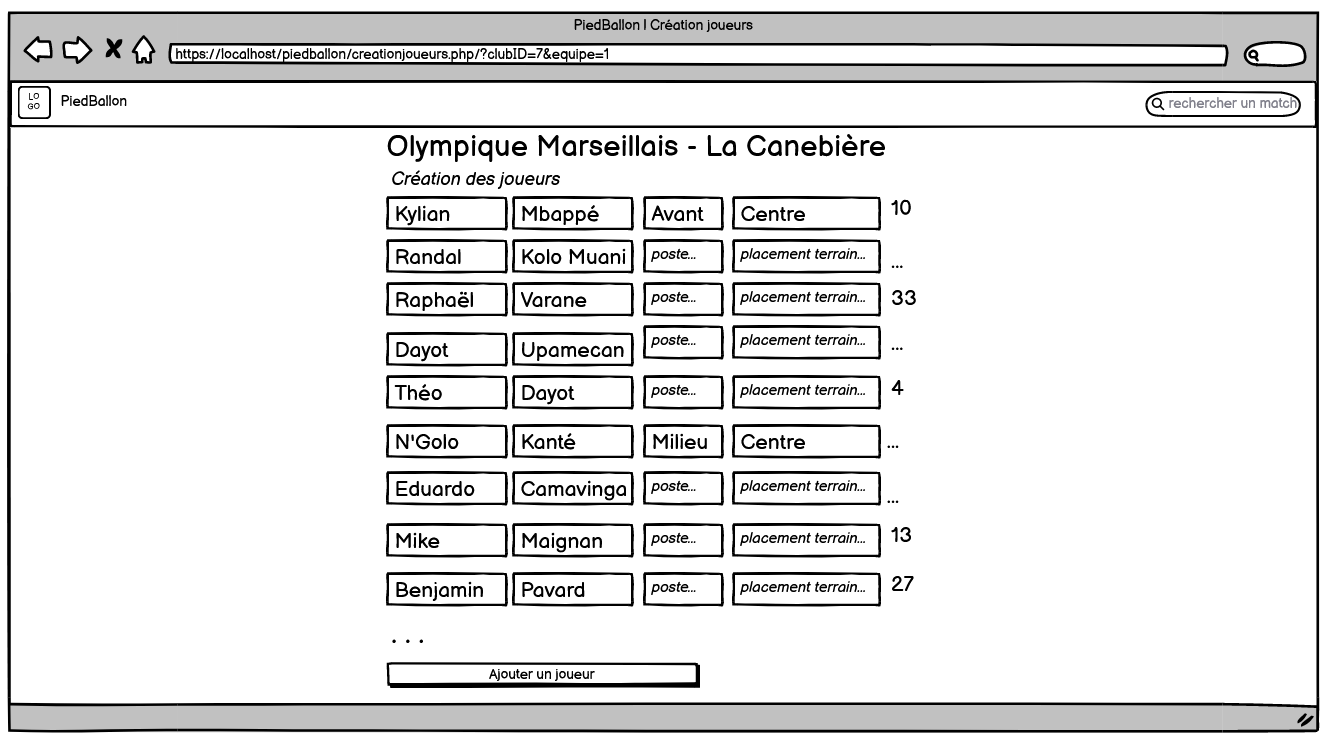 PiedBallon | Création joueurs
https://localhost/piedballon/creationjoueurs.php/?clubID=7&equipe=1
LO
GO
PiedBallon
rechercher un match
Olympique Marseillais - La Canebière
Création des joueurs
Kylian Mbappé Avant Centre 10
Randal Kolo Muani poste... placement terrain... ...
Raphaël Varane poste... placement terrain... 33
Dayot Upamecan poste... placement terrain... ...
Théo Dayot poste... placement terrain... 4
N'Golo Kanté Milieu Centre ...
Eduardo Camavinga poste... placement terrain... ...
Mike Maignan poste... placement terrain... 13
Benjamin Pavard poste... placement terrain... 27
. . .
Ajouter un joueur